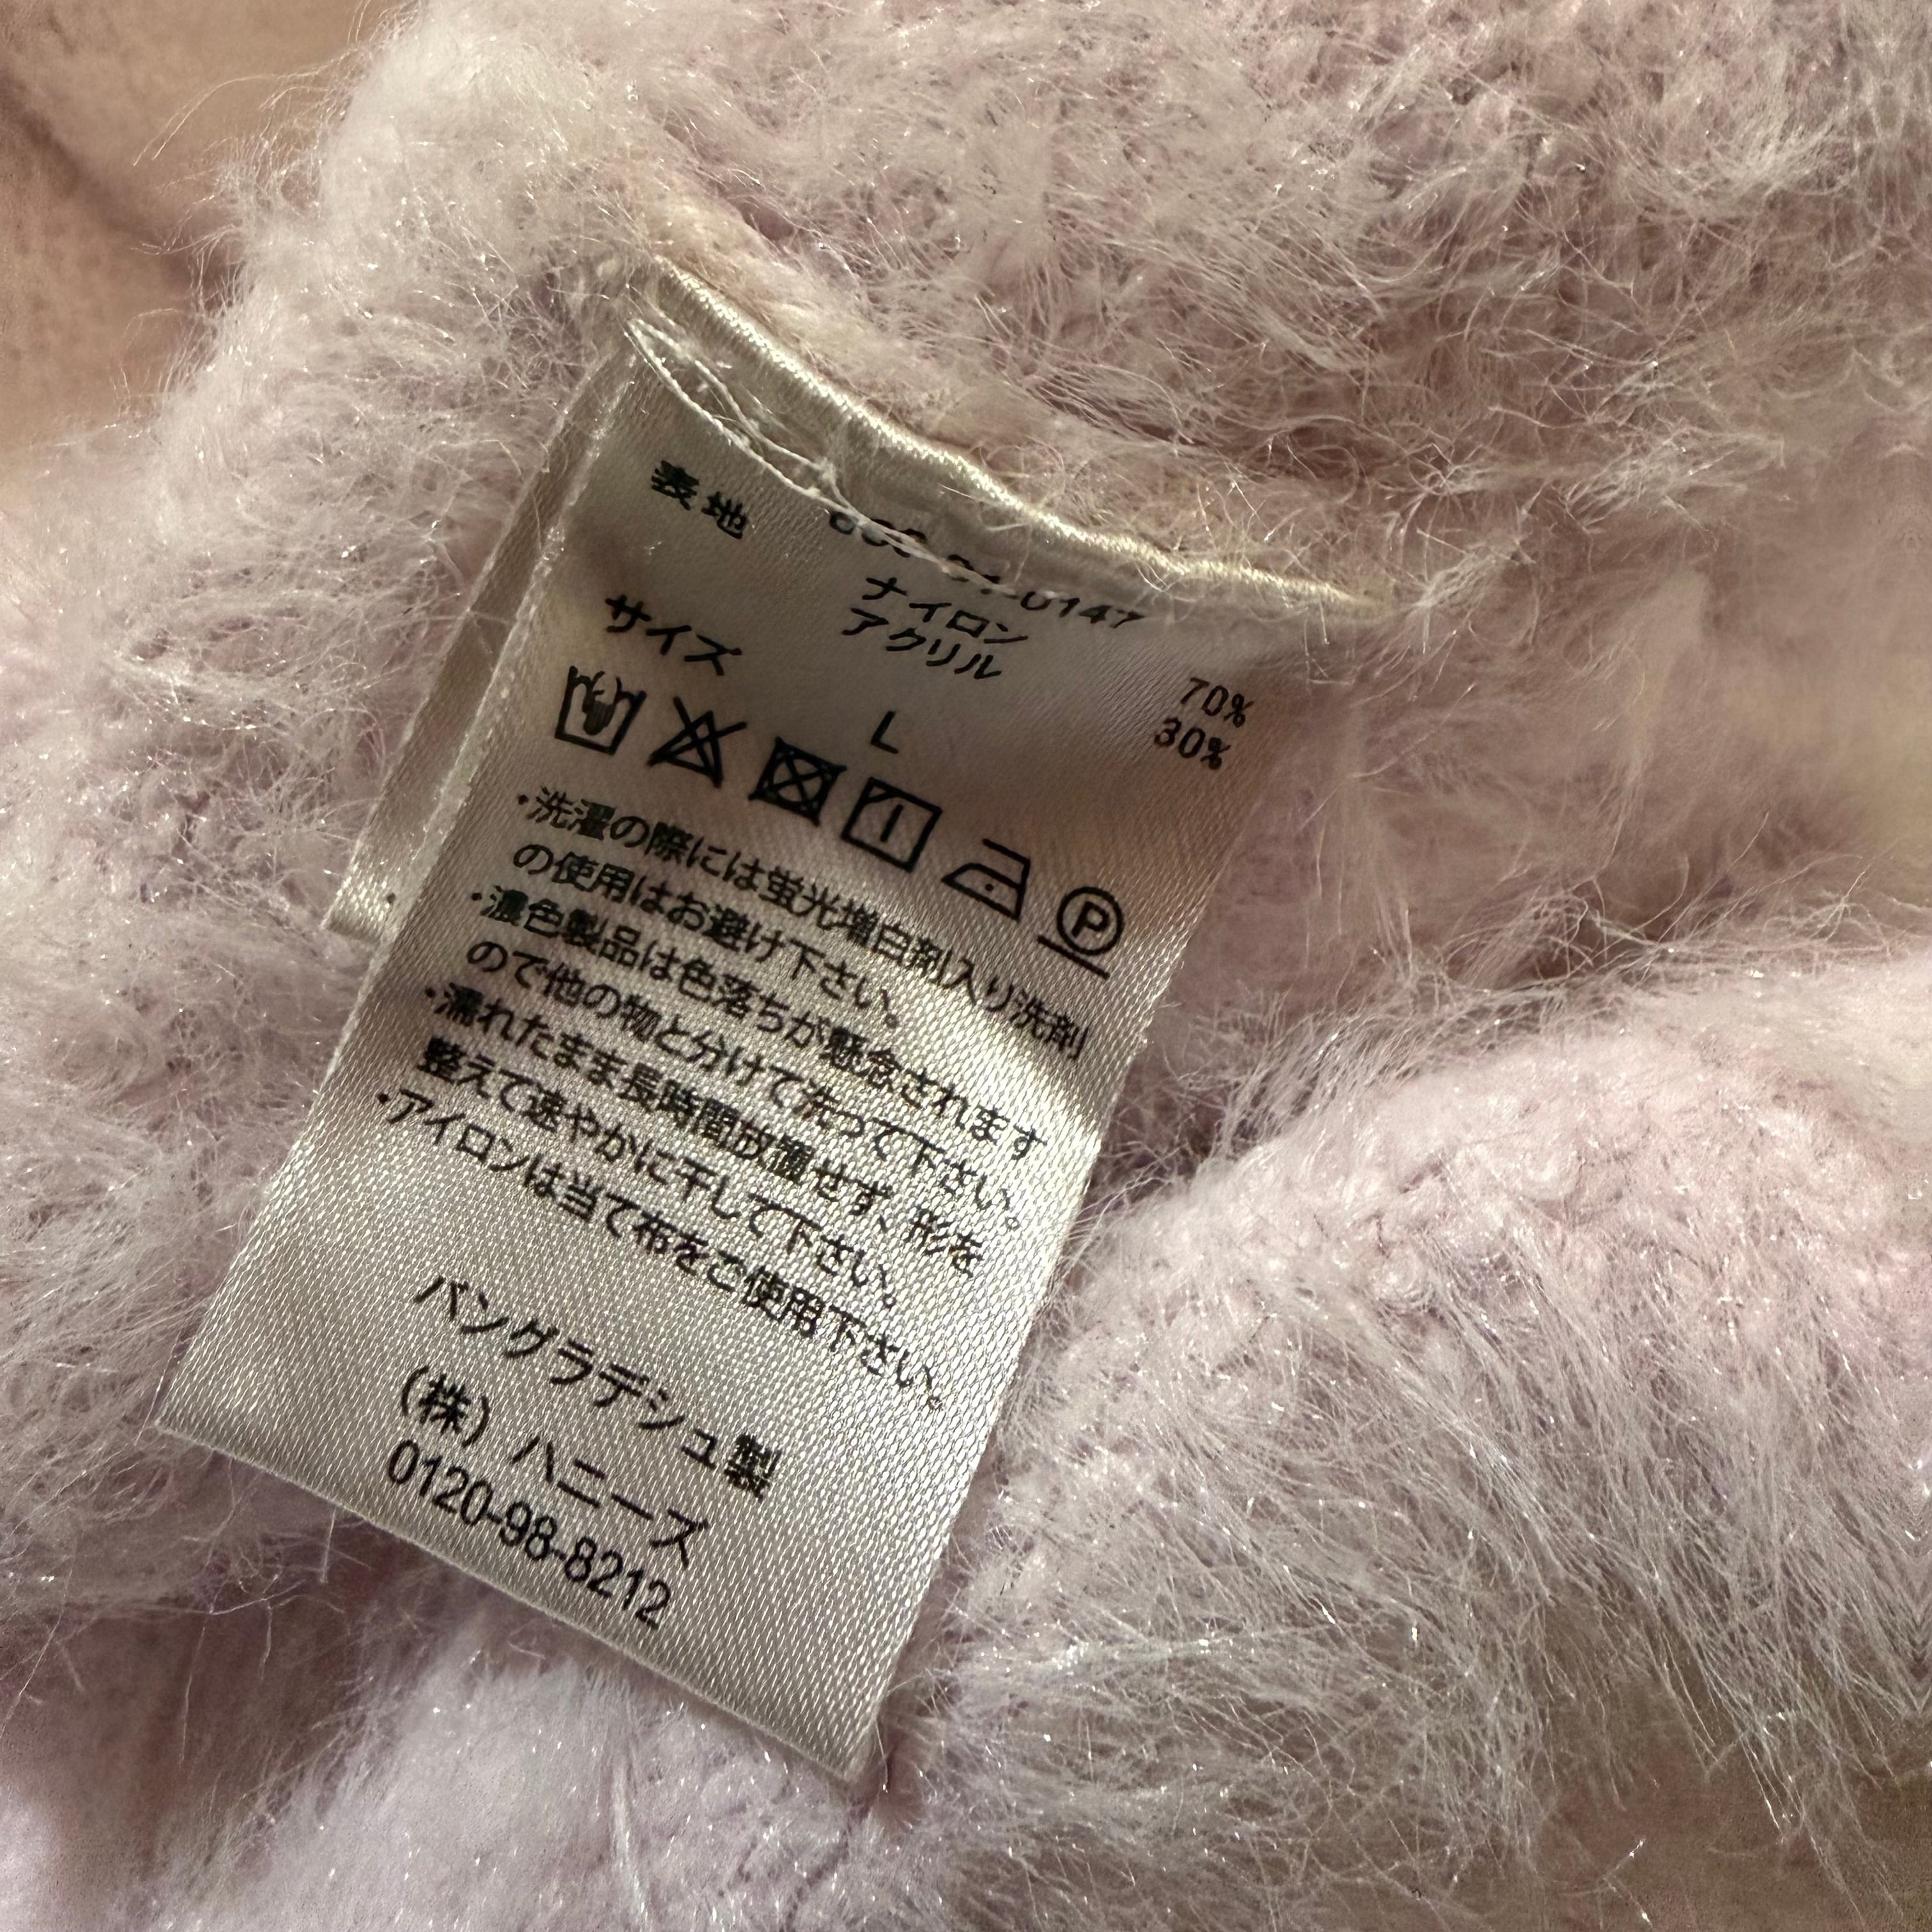 表地
ナイロン 70%
アクリル 30%
サイズ L
P
・洗濯の際には蛍光増白剤入り洗剤
の使用はお避け下さい。
・濃色製品は色落ちが懸念されます
ので他の物と分けて洗って下さい。
・濡れたまま長時間放置せず、形を
整えて速やかに干して下さい。
・アイロンは当て布をご使用下さい。
バングラデシュ製
(株) ハニーズ
0120-98-8212